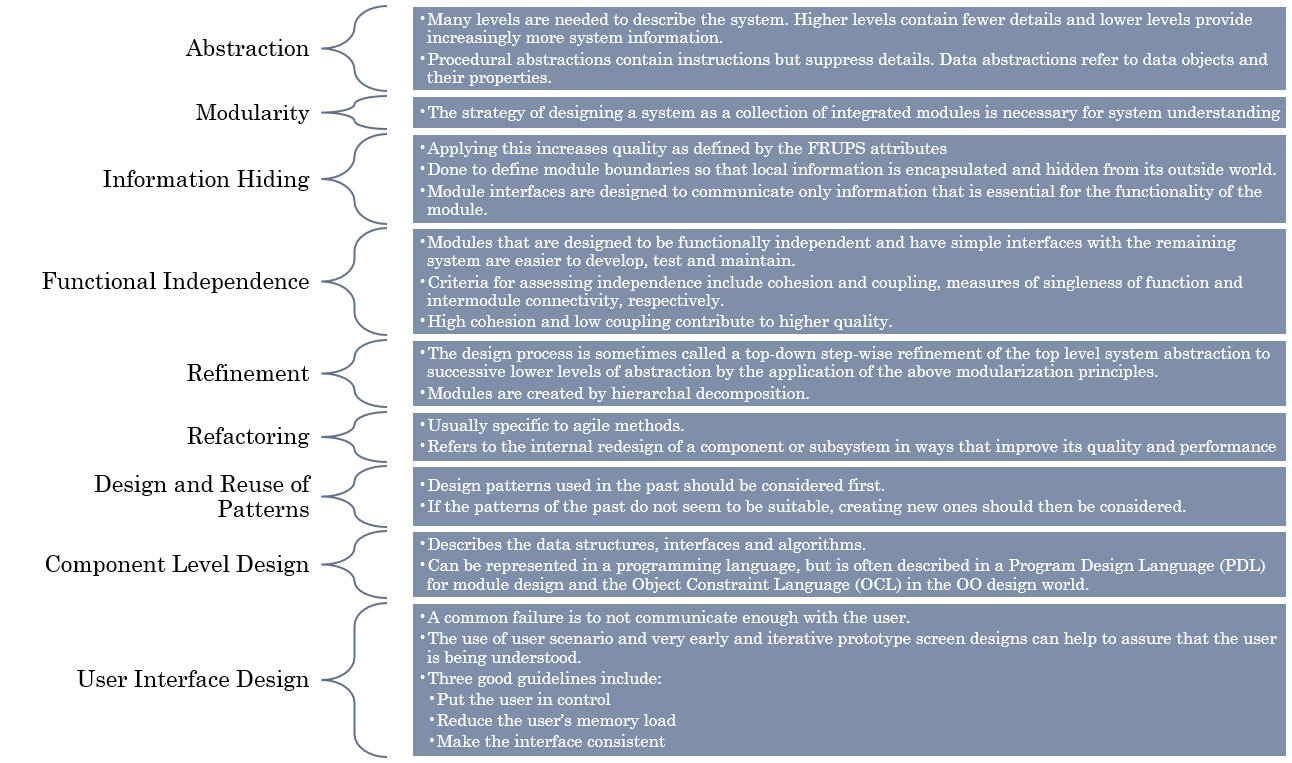 Abstraction
•Many levels are needed to describe the system. Higher levels contain fewer details and lower levels provide
increasingly more system information.
•Procedural abstractions contain instructions but suppress details. Data abstractions refer to data objects and
their properties.
Modularity
•The strategy of designing a system as a collection of integrated modules is necessary for system understanding
Information Hiding
•Applying this increases quality as defined by the FRUPS attributes
•Done to define module boundaries so that local information is encapsulated and hidden from its outside world.
•Module interfaces are designed to communicate only information that is essential for the functionality of the
module.
Functional Independence
•Modules that are designed to be functionally independent and have simple interfaces with the remaining
system are easier to develop, test and maintain.
•Criteria for assessing independence include cohesion and coupling, measures of singleness of function and
intermodule connectivity, respectively.
•High cohesion and low coupling contribute to higher quality.
Refinement
•The design process is sometimes called a top-down step-wise refinement of the top level system abstraction to
successive lower levels of abstraction by the application of the above modularization principles.
•Modules are created by hierarchal decomposition.
Refactoring
•Usually specific to agile methods.
•Refers to the internal redesign of a component or subsystem in ways that improve its quality and performance
Design and Reuse of
Patterns
•Design patterns used in the past should be considered first.
•If the patterns of the past do not seem to be suitable, creating new ones should then be considered.
Component Level Design
•Describes the data structures, interfaces and algorithms.
•Can be represented in a programming language, but is often described in a Program Design Language (PDL)
for module design and the Object Constraint Language (OCL) in the OO design world.
User Interface Design
•A common failure is to not communicate enough with the user.
•The use of user scenario and very early and iterative prototype screen designs can help to assure that the user
is being understood.
•Three good guidelines include:
•Put the user in control
•Reduce the user's memory load
•Make the interface consistent